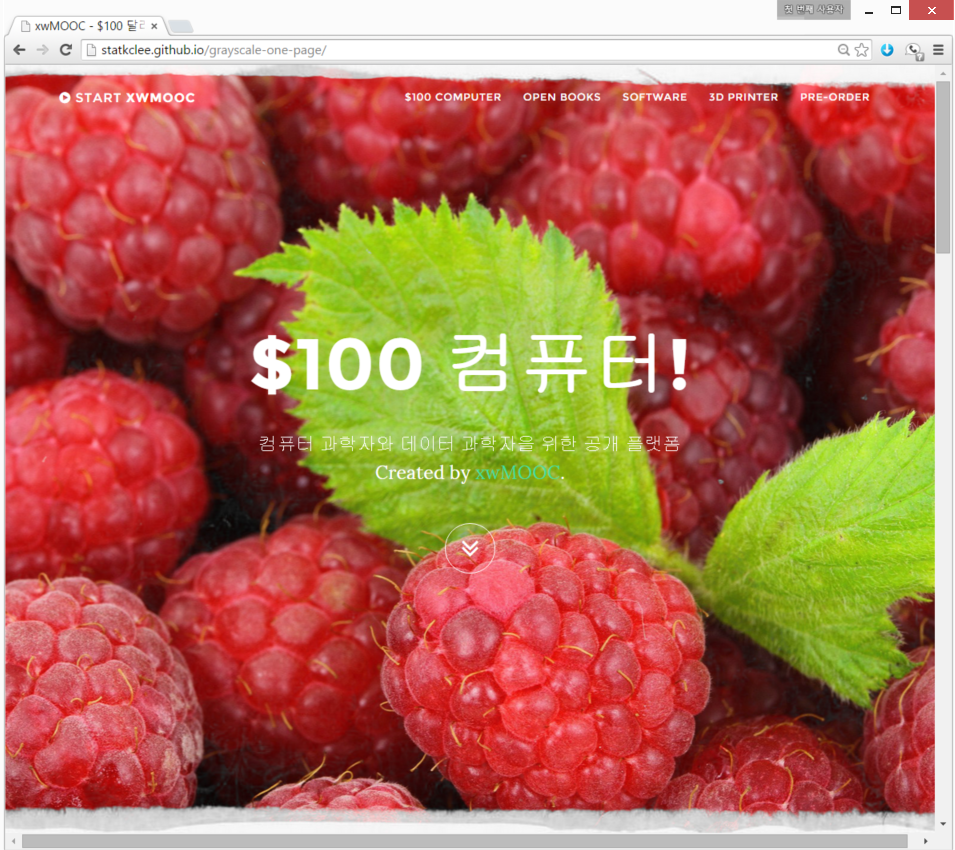 첫 번째 사용자
xwMOOC - $100 달러
statkclee.github.io/grayscale-one-page/
START XWMOOC
$100 COMPUTER
OPEN BOOKS
SOFTWARE
3D PRINTER
PRE-ORDER
$100 컴퓨터!
컴퓨터 과학자와 데이터 과학자을 위한 공개 플랫폼
Created by xwMOOC.